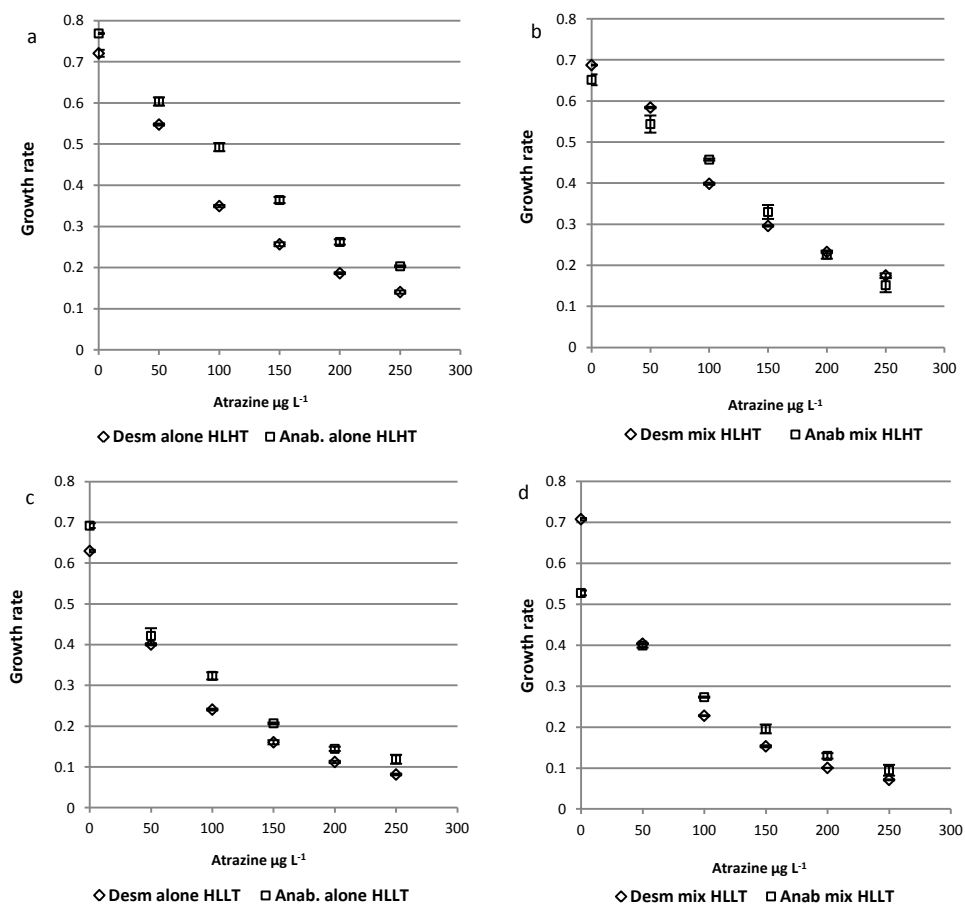 a
0.8
0.7
0.6
0.5
0.4
0.3
0.2
0.1
0
Growth rate
0 50 100 150 200 250 300
Atrazine µg L-1
Desm alone HLHT Anab. alone HLHT
b
0.8
0.7
0.6
0.5
0.4
0.3
0.2
0.1
0
Growth rate
0 50 100 150 200 250 300
Atrazine µg L-1
Desm mix HLHT Anab mix HLHT
c
0.8
0.7
0.6
0.5
0.4
0.3
0.2
0.1
0
Growth rate
0 50 100 150 200 250 300
Atrazine µg L-1
Desm alone HLLT Anab. alone HLLT
d
0.8
0.7
0.6
0.5
0.4
0.3
0.2
0.1
0
Growth rate
0 50 100 150 200 250 300
Atrazine µg L-1
Desm mix HLLT Anab mix HLLT